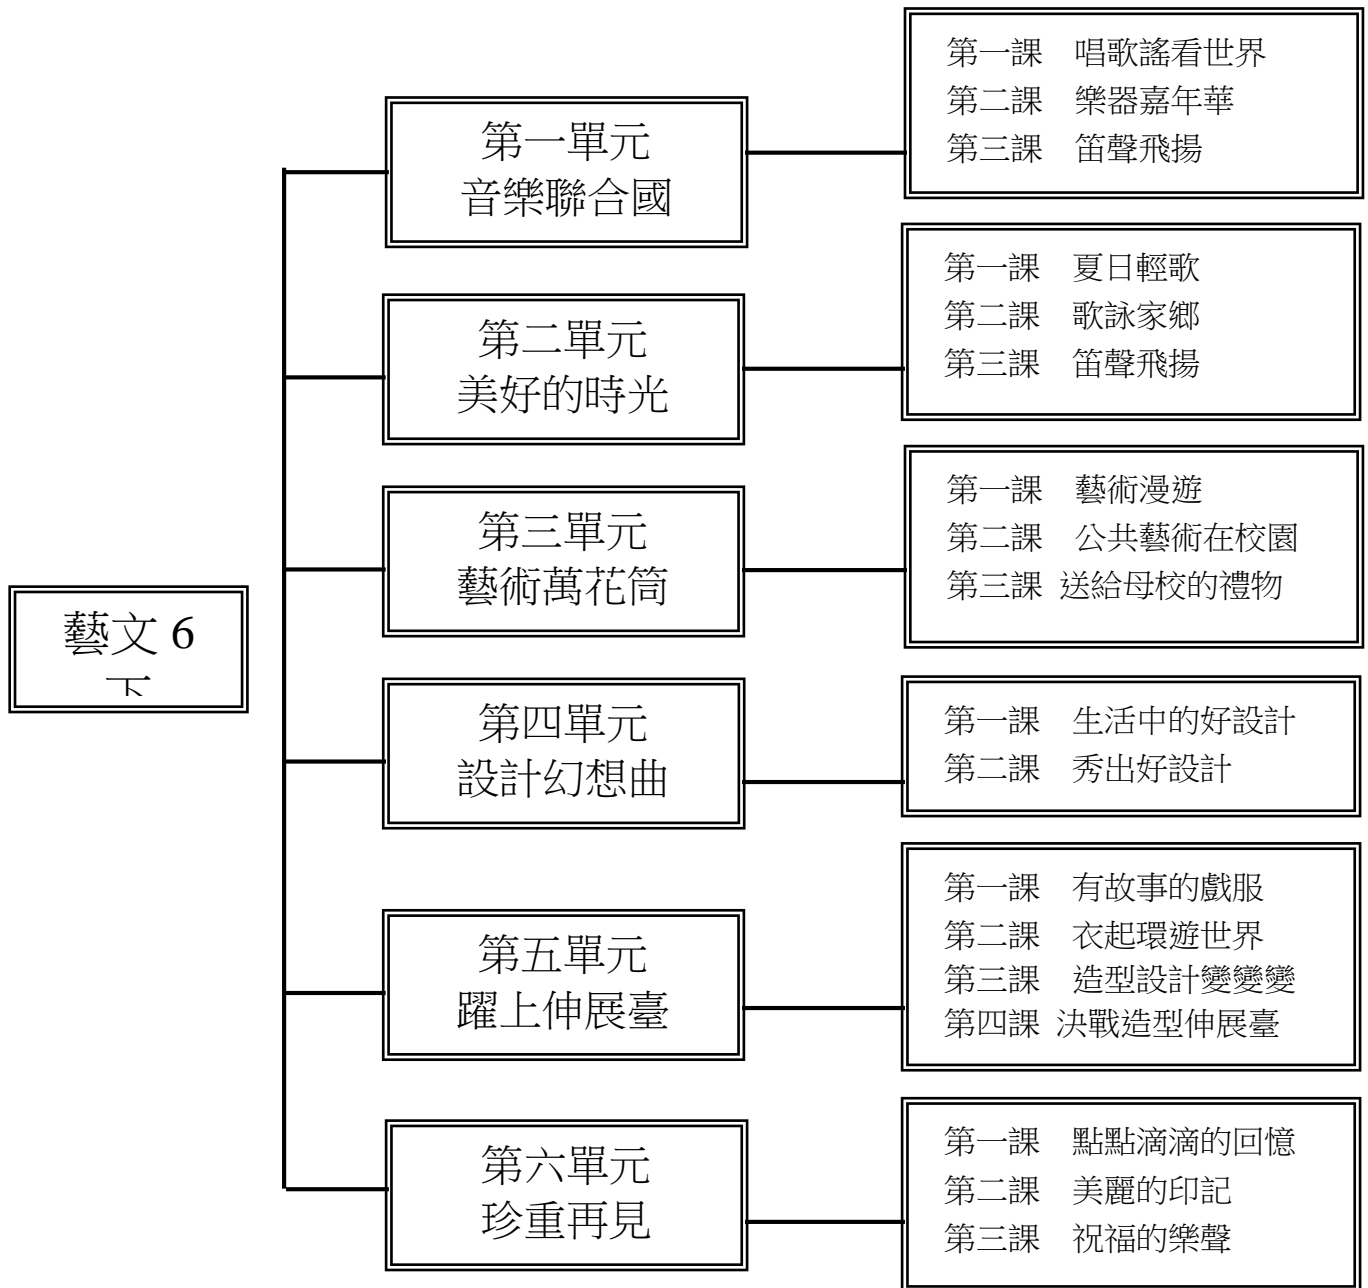 藝文 6
下
第一單元
音樂聯合國
第一課　唱歌謠看世界
第二課　樂器嘉年華
第三課　笛聲飛揚
第二單元
美好的時光
第一課　夏日輕歌
第二課　歌詠家鄉
第三課　笛聲飛揚
第三單元
藝術萬花筒
第一課　藝術漫遊
第二課　公共藝術在校園
第三課 送給母校的禮物
第四單元
設計幻想曲
第一課　生活中的好設計
第二課　秀出好設計
第五單元
躍上伸展臺
第一課　有故事的戲服
第二課　衣起環遊世界
第三課　造型設計變變變
第四課 決戰造型伸展臺
第六單元
珍重再見
第一課　點點滴滴的回憶
第二課　美麗的印記
第三課　祝福的樂聲